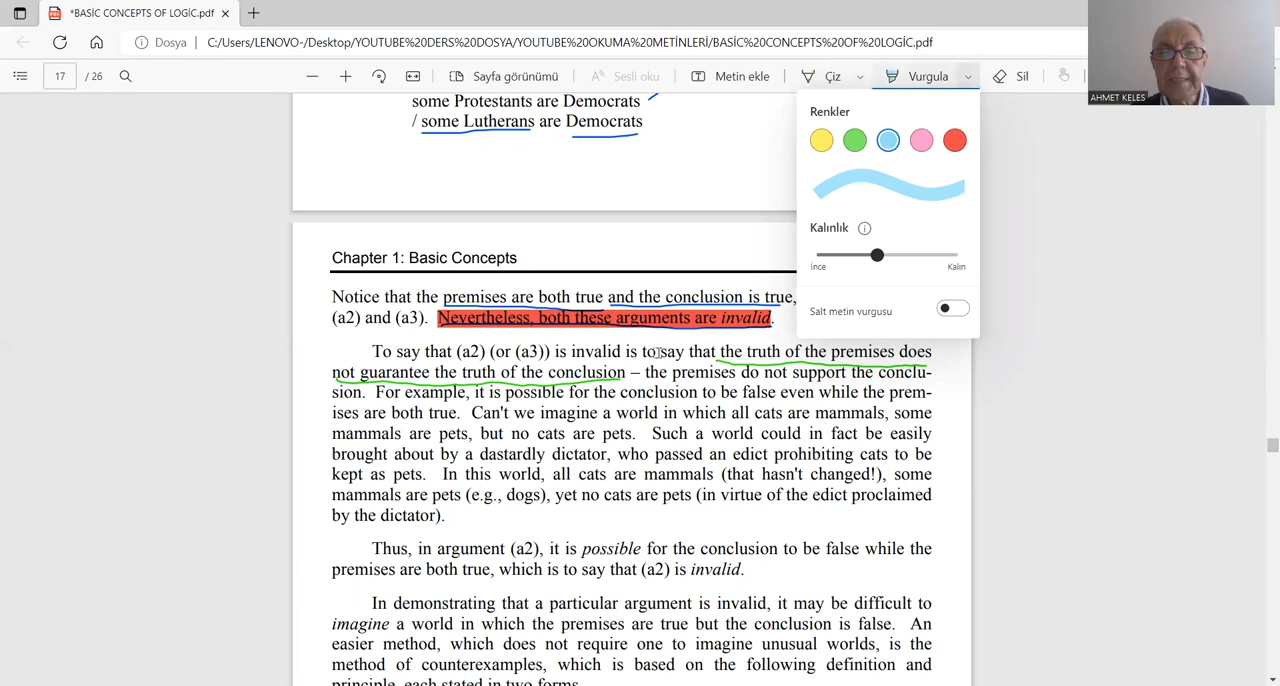 *BASİC CONCEPTS OF LOGİC.pdf
Dosya C:/Users/LENOVO-/Desktop/YOUTUBE%20DERS%20DOSYA/YOUTUBE%20OKUMA%20METİNLERİ/BASİC%20CONCEPTS%20OF%20LOGİC.pdf
17 / 26 Sayfa görünümü Sesli oku Metin ekle Çiz Vurgula Sil
AHMET KELES
Renkler
Kalınlık
İnce Kalın
Salt metin vurgusu
some Protestants are Democrats
/ some Lutherans are Democrats
Chapter 1: Basic Concepts
Notice that the premises are both true and the conclusion is true,
(a2) and (a3). Nevertheless, both these arguments are invalid.
To say that (a2) (or (a3)) is invalid is to say that the truth of the premises does
not guarantee the truth of the conclusion – the premises do not support the conclu-
sion. For example, it is possible for the conclusion to be false even while the prem-
ises are both true. Can't we imagine a world in which all cats are mammals, some
mammals are pets, but no cats are pets. Such a world could in fact be easily
brought about by a dastardly dictator, who passed an edict prohibiting cats to be
kept as pets. In this world, all cats are mammals (that hasn't changed!), some
mammals are pets (e.g., dogs), yet no cats are pets (in virtue of the edict proclaimed
by the dictator).
Thus, in argument (a2), it is possible for the conclusion to be false while the
premises are both true, which is to say that (a2) is invalid.
In demonstrating that a particular argument is invalid, it may be difficult to
imagine a world in which the premises are true but the conclusion is false. An
easier method, which does not require one to imagine unusual worlds, is the
method of counterexamples, which is based on the following definition and
principle, each stated in two forms.